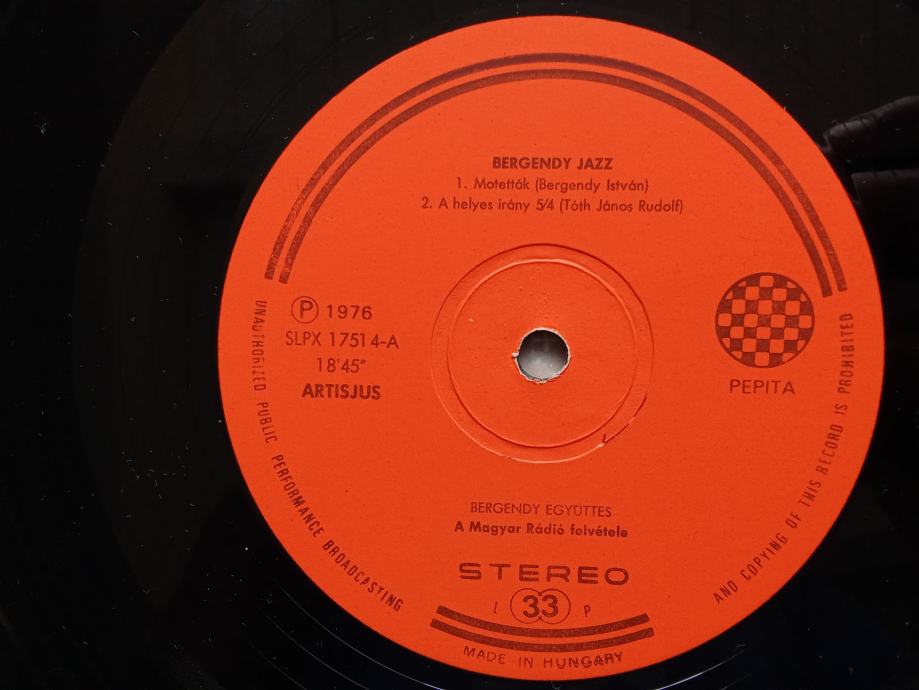 BERGENDY JAZZ
1. Motetták (Bergendy István)
2. A helyes irány 5/4 (Tóth János Rudolf)
Ⓟ 1976
SLPX 17514-A
18'45"
ARTISJUS
PEPITA
BERGENDY EGYÜTTES
A Magyar Rádió felvétele
STEREO
L 33 P
MADE IN HUNGARY
UNAUTHORIZED PUBLIC PERFORMANCE BROADCASTING
AND COPYING OF THIS RECORD IS PROHIBITED